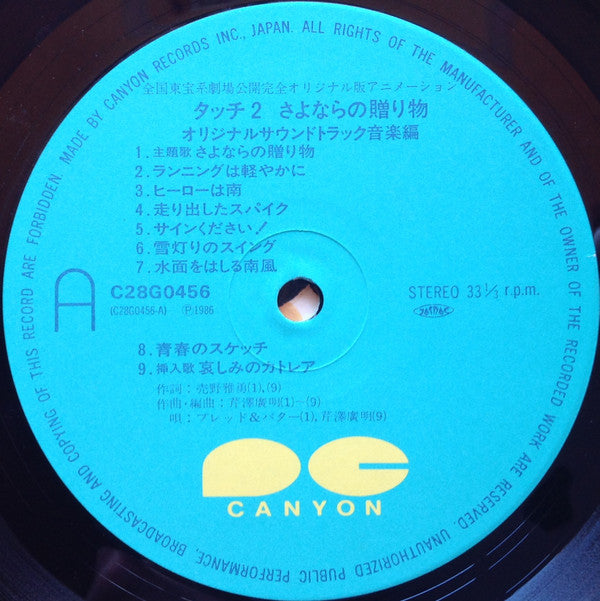 MADE BY CANYON RECORDS INC., JAPAN. ALL RIGHTS OF THE MANUFACTURER AND OF THE OWNER OF THE RECORDED WORK ARE RESERVED. UNAUTHORIZED PUBLIC PERFORMANCE, BROADCASTING AND COPYING OF THIS RECORD ARE FORBIDDEN.
全国東宝系劇場公開完全オリジナル版アニメーション
タッチ2 さよならの贈り物
オリジナルサウンドトラック音楽編
1. 主題歌 さよならの贈り物
2. ランニングは軽やかに
3. ヒーローは南
4. 走り出したスパイク
5. サインください!
6. 雪灯りのスイング
7. 水面をはしる南風
A
C28G0456
(C28G0456-A) Ⓟ1986
STEREO 33 1/3 r.p.m.
8. 青春のスケッチ
9. 挿入歌 哀しみのカトレア
作詞:売野雅勇(1),(9)
作曲・編曲:芹澤廣明(1)~(9)
唄:ブレッド&バター(1),芹澤廣明(9)
CANYON